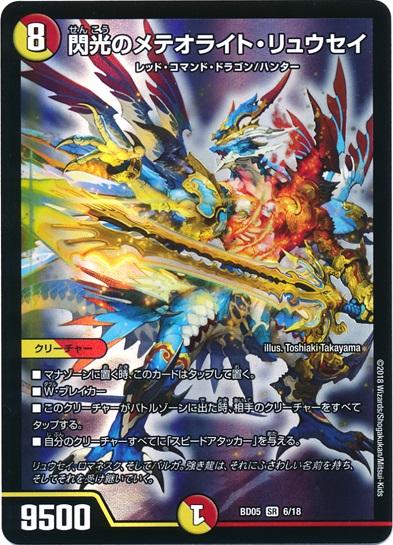 8
せんこう
閃光のメテオライト・リュウセイ
レッド・コマンド・ドラゴン/ハンター
illus. Toshiaki Takayama
クリーチャー
■マナゾーンに置く時、このカードはタップして置く。
■W・ブレイカー
■このクリーチャーがバトルゾーンに出た時、相手のクリーチャーをすべて
タップする。
■自分のクリーチャーすべてに「スピードアタッカー」を与える。
リュウセイ、ロマネスク、そしてバルガ。強き龍は、それにふさわしい名前を持ち、
そしてそれを受け継いでいく。
©2018 Wizards/Shogakukan/Mitsui-Kids
9500
1
BD05 SR 6/18